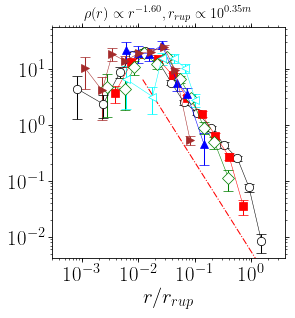 ρ(r) ∝ r^{-1.60}, r_{rup} ∝ 10^{0.35m}
10^1
10^0
10^{-1}
10^{-2}
10^{-3} 10^{-2} 10^{-1} 10^0
r/r_{rup}